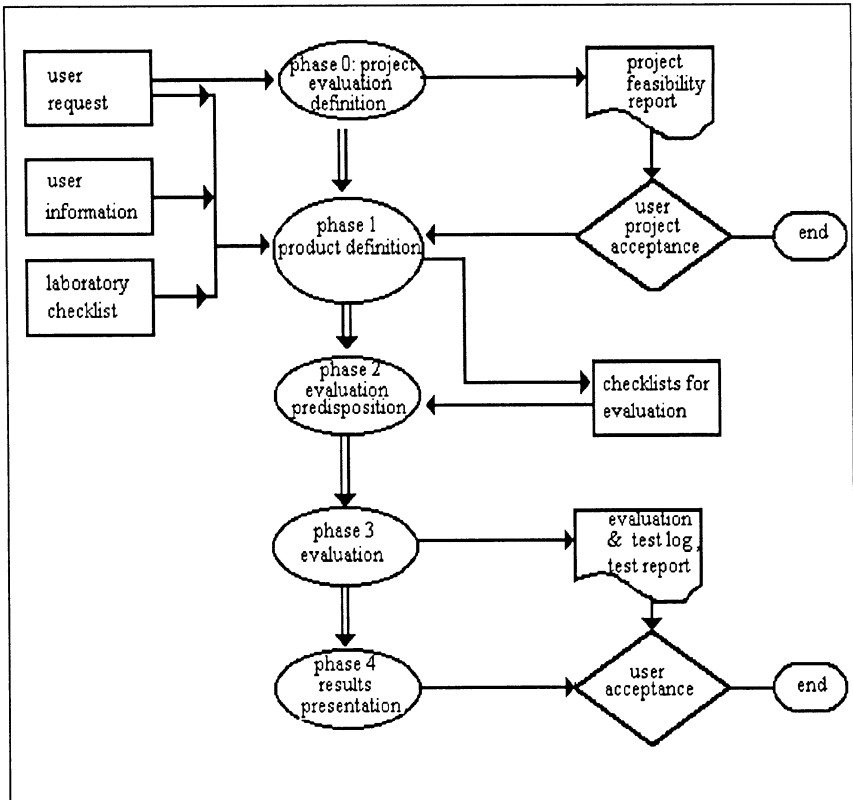 user
request
phase 0: project
evaluation
definition
project
feasibility
report
user
information
phase 1
product definition
user
project
acceptance
end
laboratory
checklist
phase 2
evaluation
predisposition
checklists for
evaluation
phase 3
evaluation
evaluation
& test log ,
test report
phase 4
results
presentation
user
acceptance
end